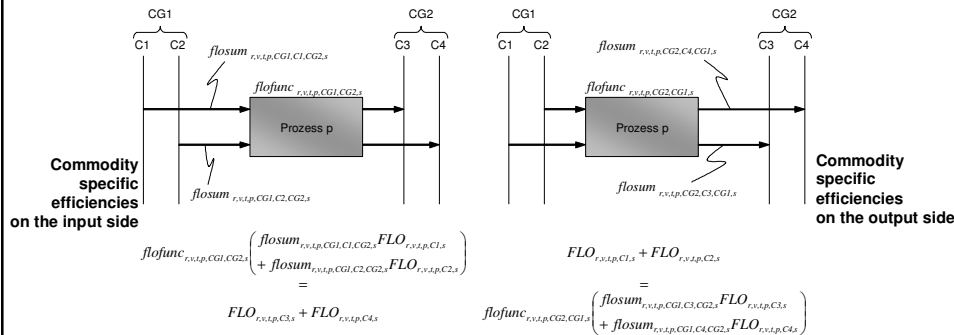 CG1
CG2
C1 C2
C3 C4
flosum r,v,t,p,CG1,C1,CG2,s
flofunc r,v,t,p,CG1,CG2,s
Prozess p
Commodity
specific
efficiencies
on the input side
flosum r,v,t,p,CG1,C2,CG2,s
flofunc r,v,t,p,CG1,CG2,s ( flosum r,v,t,p,CG1,C1,CG2,s FLO r,v,t,p,C1,s
+ flosum r,v,t,p,CG1,C2,CG2,s FLO r,v,t,p,C2,s )
=
FLO r,v,t,p,C3,s + FLO r,v,t,p,C4,s
CG1
CG2
C1 C2
C3 C4
flosum r,v,t,p,CG2,C4,CG1,s
flofunc r,v,t,p,CG2,CG1,s
Prozess p
Commodity
specific
efficiencies
on the output side
flosum r,v,t,p,CG2,C3,CG1,s
FLO r,v,t,p,C1,s + FLO r,v,t,p,C2,s
=
flofunc r,v,t,p,CG2,CG1,s ( flosum r,v,t,p,CG1,C3,CG2,s FLO r,v,t,p,C3,s
+ flosum r,v,t,p,CG1,C4,CG2,s FLO r,v,t,p,C4,s )